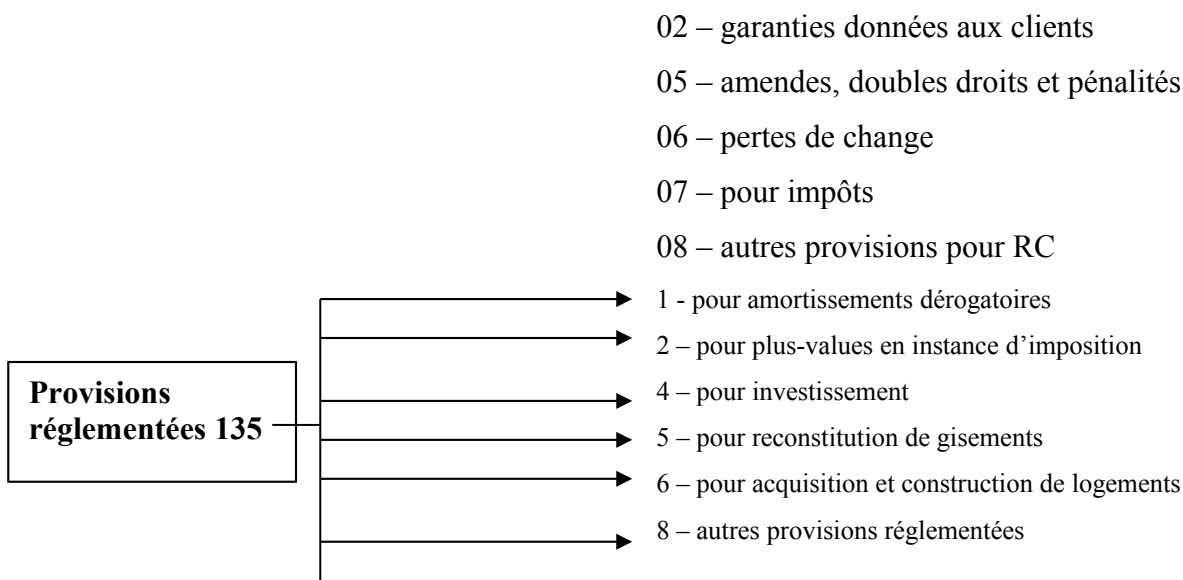 02 – garanties données aux clients
05 – amendes, doubles droits et pénalités
06 – pertes de change
07 – pour impôts
08 – autres provisions pour RC
1 - pour amortissements dérogatoires
2 – pour plus-values en instance d’imposition
Provisions
réglementées 135
4 – pour investissement
5 – pour reconstitution de gisements
6 – pour acquisition et construction de logements
8 – autres provisions réglementées